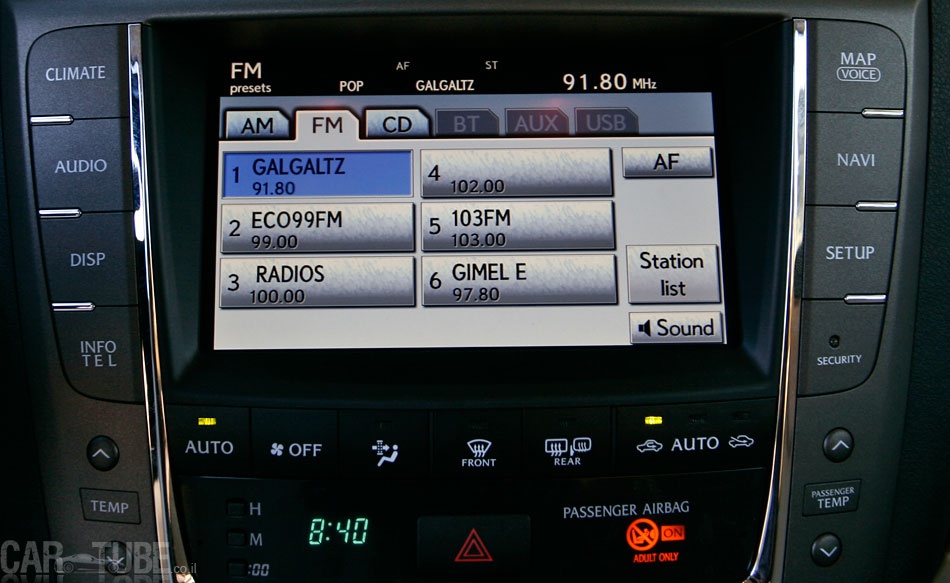 CLIMATE
AUDIO
DISP
INFO
TEL
FM
presets
AF
ST
POP
GALGALTZ
91.80 MHz
AM
FM
CD
BT
AUX
USB
1 GALGALTZ
91.80
4
102.00
AF
2 ECO99FM
99.00
5 103FM
103.00
3 RADIOS
100.00
6 GIMEL E
97.80
Station
list
Sound
MAP
VOICE
NAVI
SETUP
SECURITY
AUTO
OFF
FRONT
REAR
AUTO
TEMP
H
M
:00
8:40
PASSENGER AIRBAG
ON
ADULT ONLY
PASSENGER
TEMP
CAR TUBE
co.il